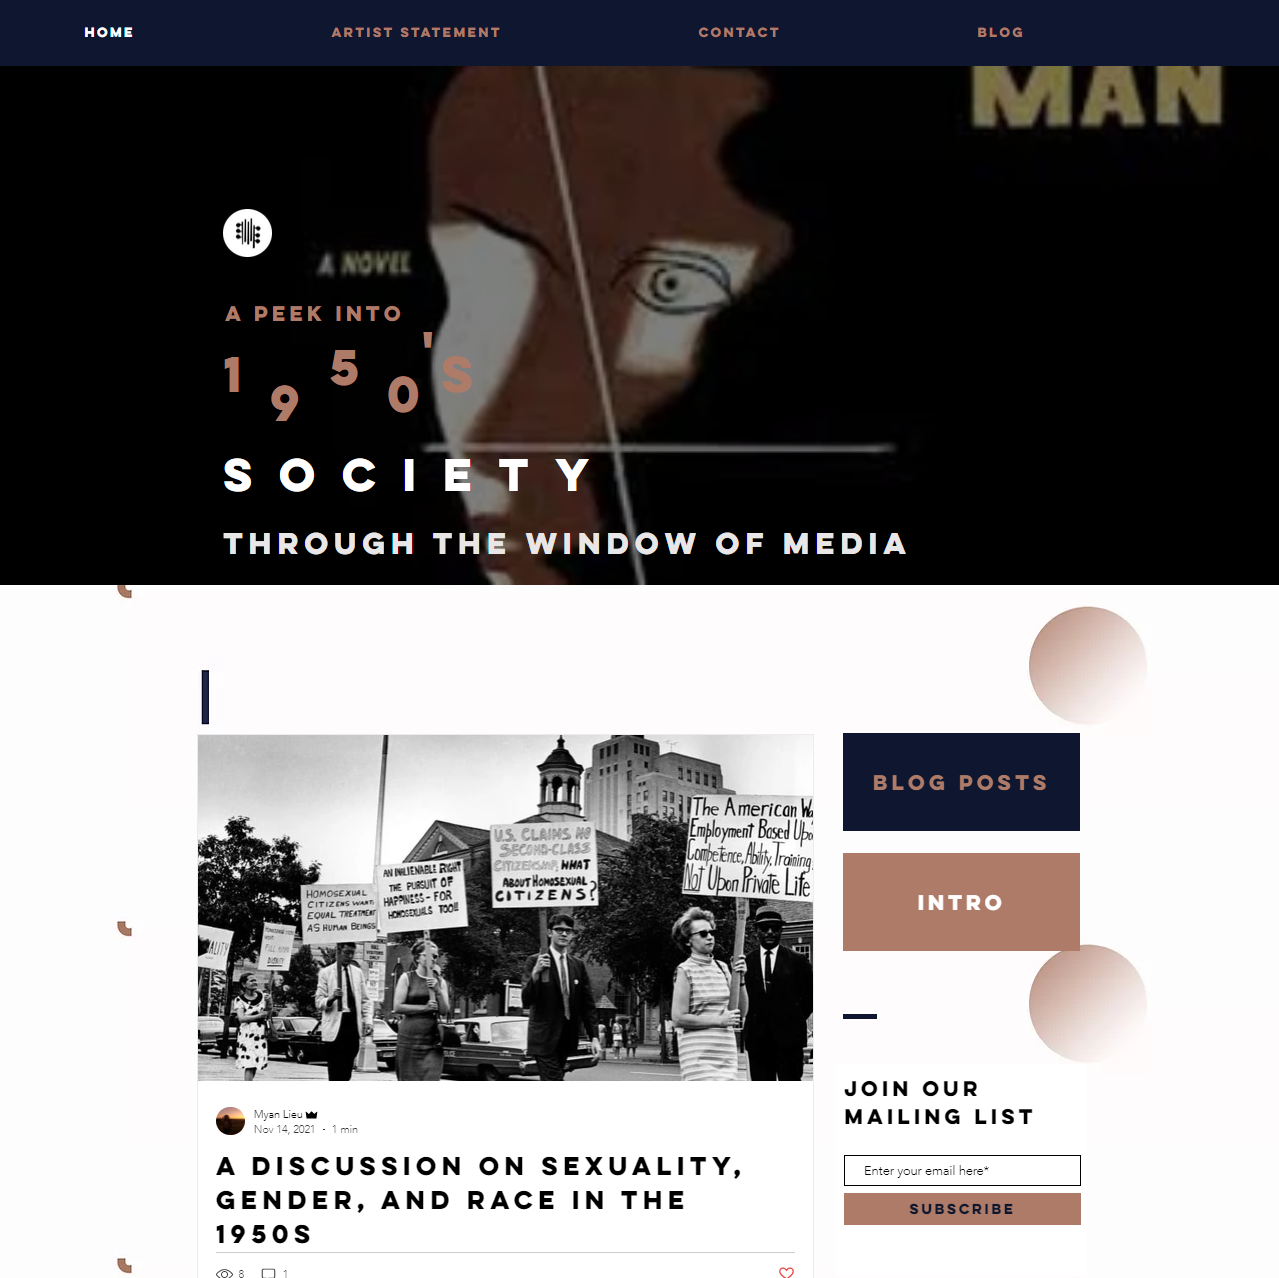 HOME
ARTIST STATEMENT
CONTACT
BLOG
MAN
A NOVEL
A PEEK INTO
1950'S
SOCIETY
THROUGH THE WINDOW OF MEDIA
BLOG POSTS
INTRO
The American
Employment Based Upo
Competence, Ability, Training,
Not Upon Private Life
U.S. CLAIMS NO
SECOND-CLASS
CITIZENSHIP, WHAT
ABOUT HOMOSEXUAL
CITIZENS?
AN INALIENABLE RIGHT
THE PURSUIT OF
HAPPINESS - FOR
HOMOSEXUALS TOO!!
HOMOSEXUAL
CITIZENS WANT:
EQUAL TREATMENT
AS HUMAN BEINGS
ALITY
JOIN OUR
MAILING LIST
Enter your email here*
SUBSCRIBE
Myan Lieu
Nov 14, 2021 · 1 min
A DISCUSSION ON SEXUALITY,
GENDER, AND RACE IN THE
1950S
8
1